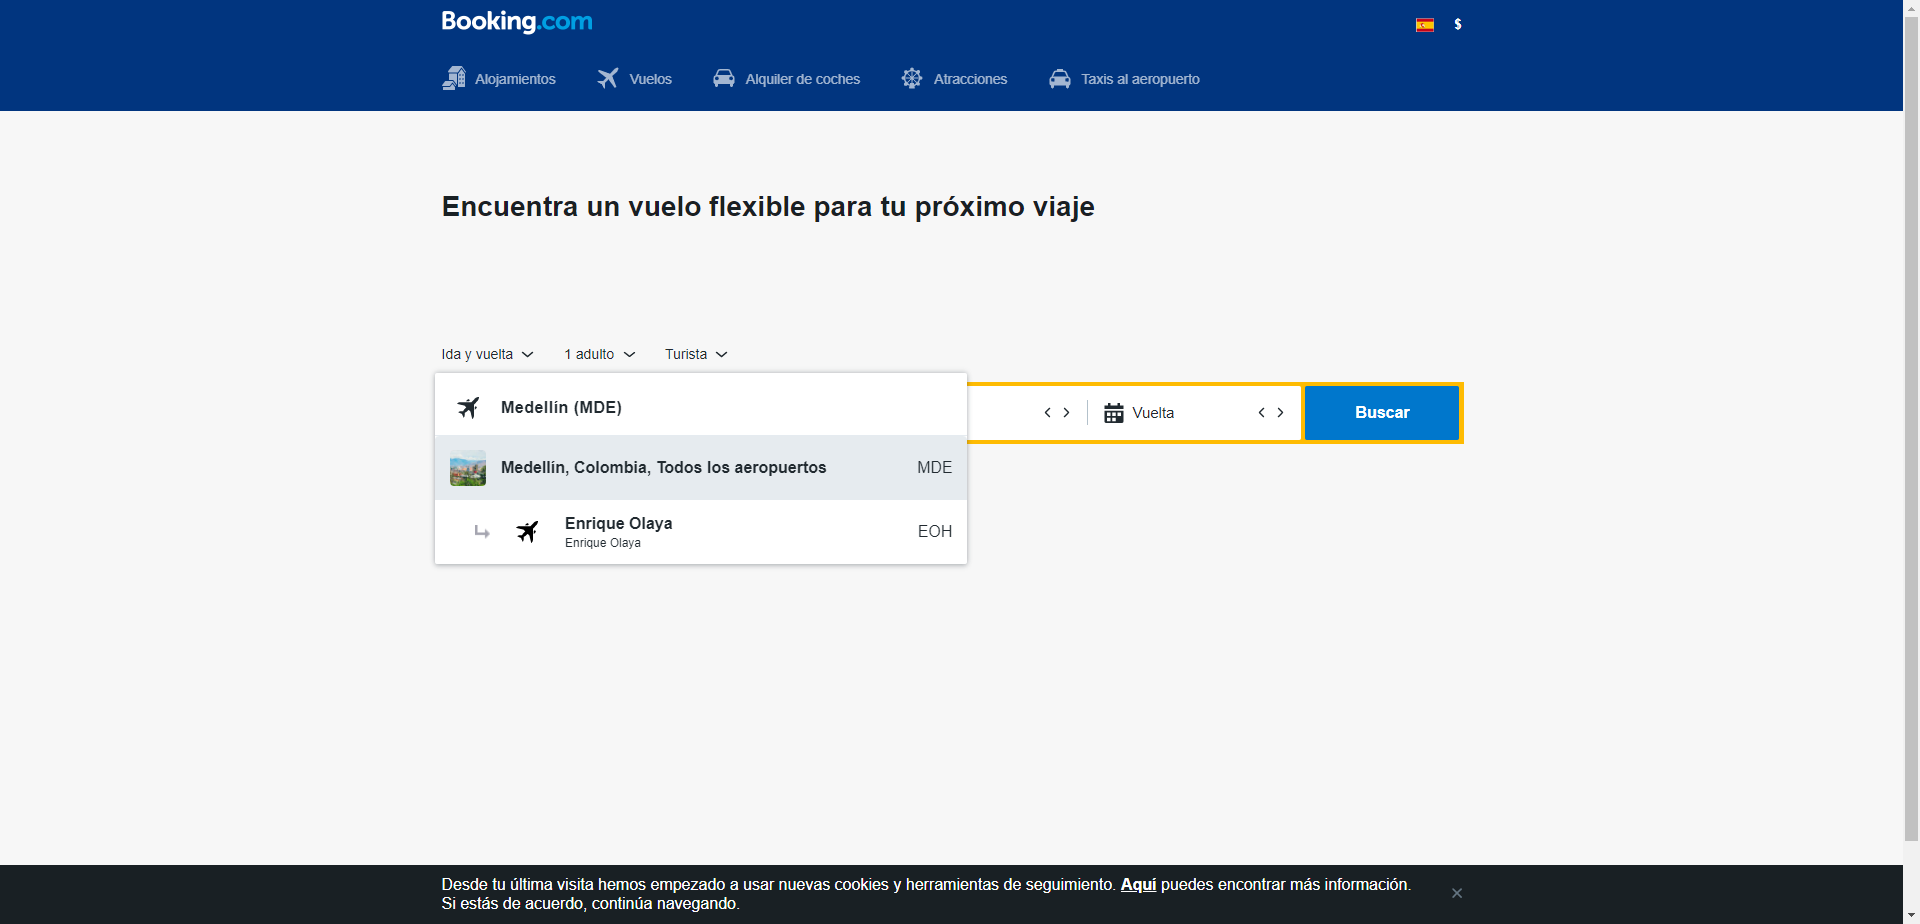 Booking.com
$
Alojamientos
Vuelos
Alquiler de coches
Atracciones
Taxis al aeropuerto
Encuentra un vuelo flexible para tu próximo viaje
Ida y vuelta
1 adulto
Turista
Medellín (MDE)
Vuelta
Buscar
Medellín, Colombia, Todos los aeropuertos MDE
Enrique Olaya
Enrique Olaya
EOH
Desde tu última visita hemos empezado a usar nuevas cookies y herramientas de seguimiento. Aquí puedes encontrar más información.
Si estás de acuerdo, continúa navegando.